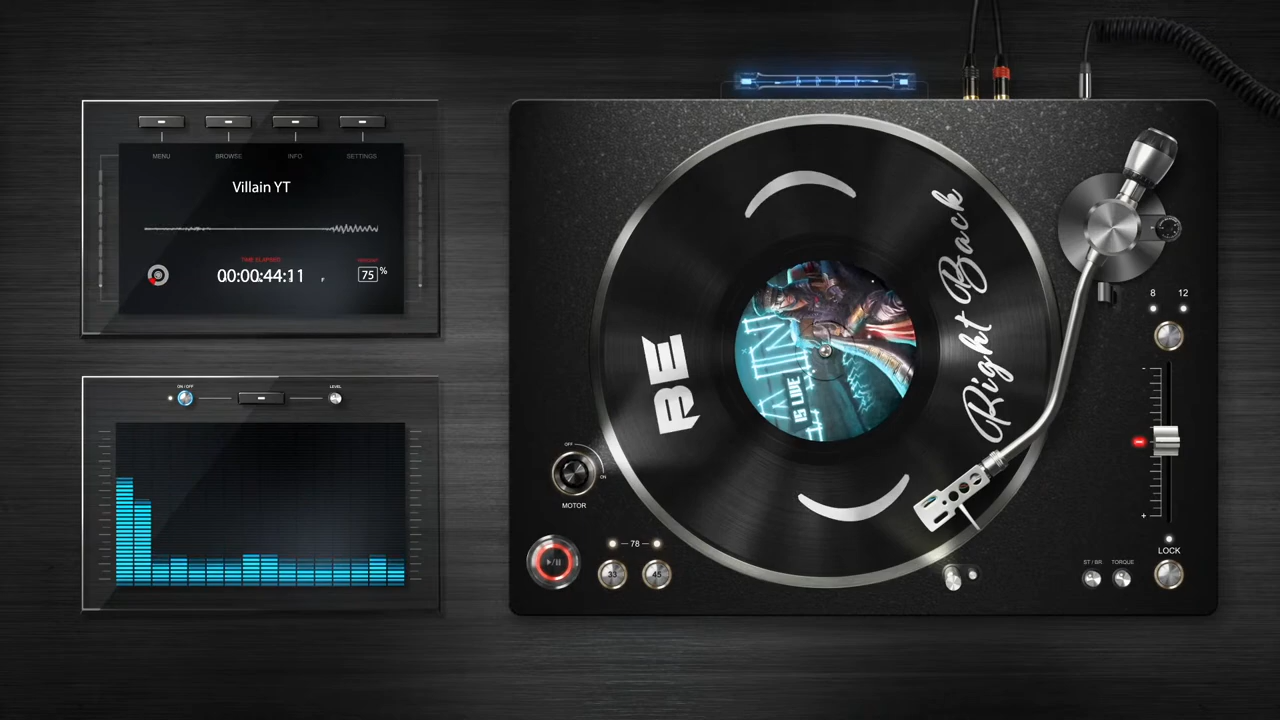 MENU
BROWSE
INFO
SETTINGS
Villain YT
TIME ELAPSED
00:00:44:11
F
75 %
ON / OFF
LEVEL
BE
Right Back
IS LIVE
OFF
ON
MOTOR
78
33
45
8
12
-
+
LOCK
ST / BR
TORQUE